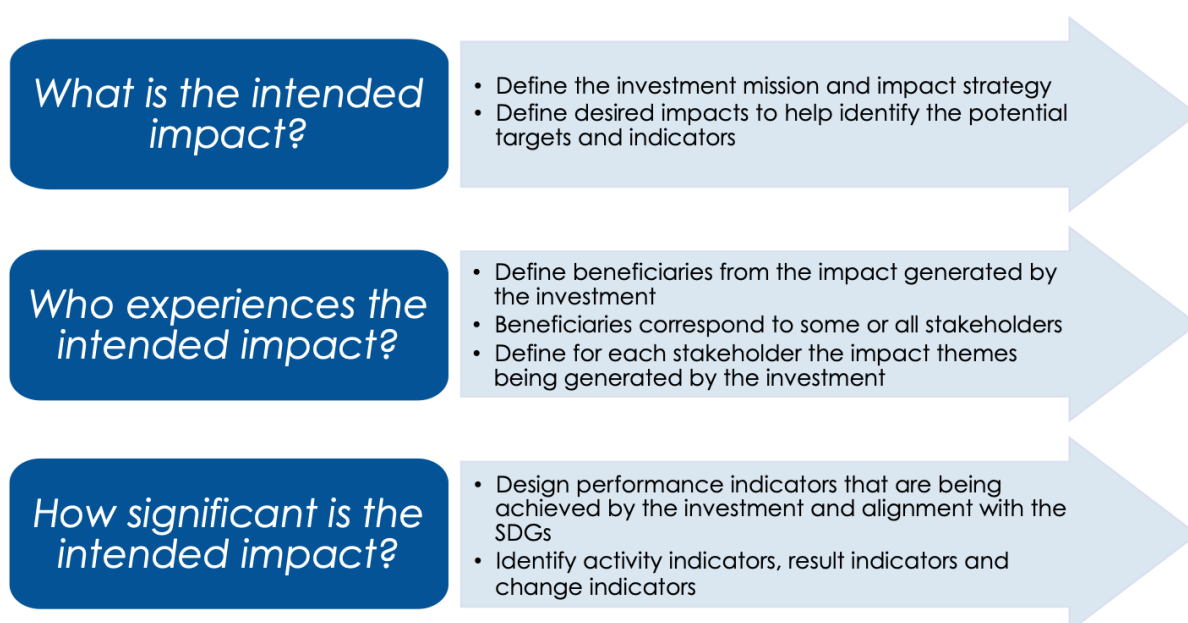 What is the intended
impact?
• Define the investment mission and impact strategy
• Define desired impacts to help identify the potential
targets and indicators
Who experiences the
intended impact?
• Define beneficiaries from the impact generated by
the investment
• Beneficiaries correspond to some or all stakeholders
• Define for each stakeholder the impact themes
being generated by the investment
How significant is the
intended impact?
• Design performance indicators that are being
achieved by the investment and alignment with the
SDGs
• Identify activity indicators, result indicators and
change indicators